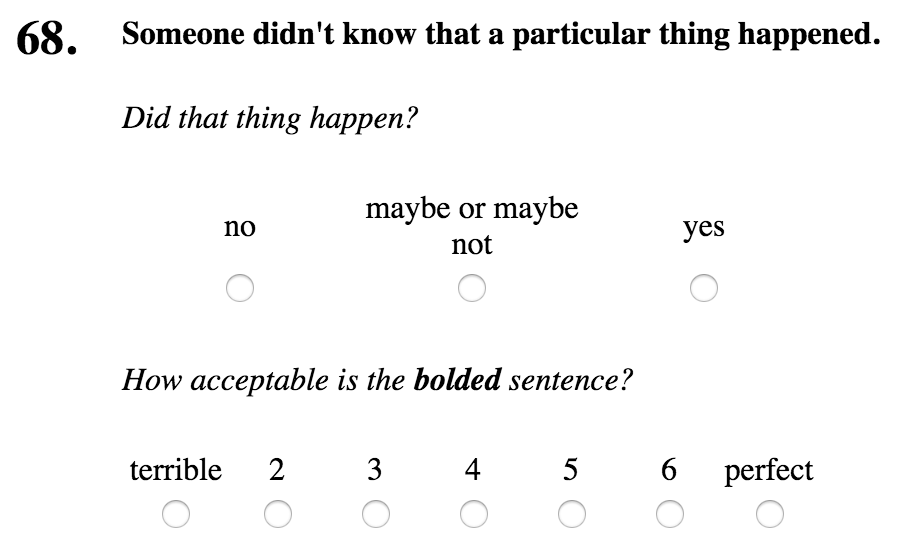 68. Someone didn't know that a particular thing happened.
Did that thing happen?
no
maybe or maybe
not
yes
How acceptable is the bolded sentence?
terrible 2 3 4 5 6 perfect